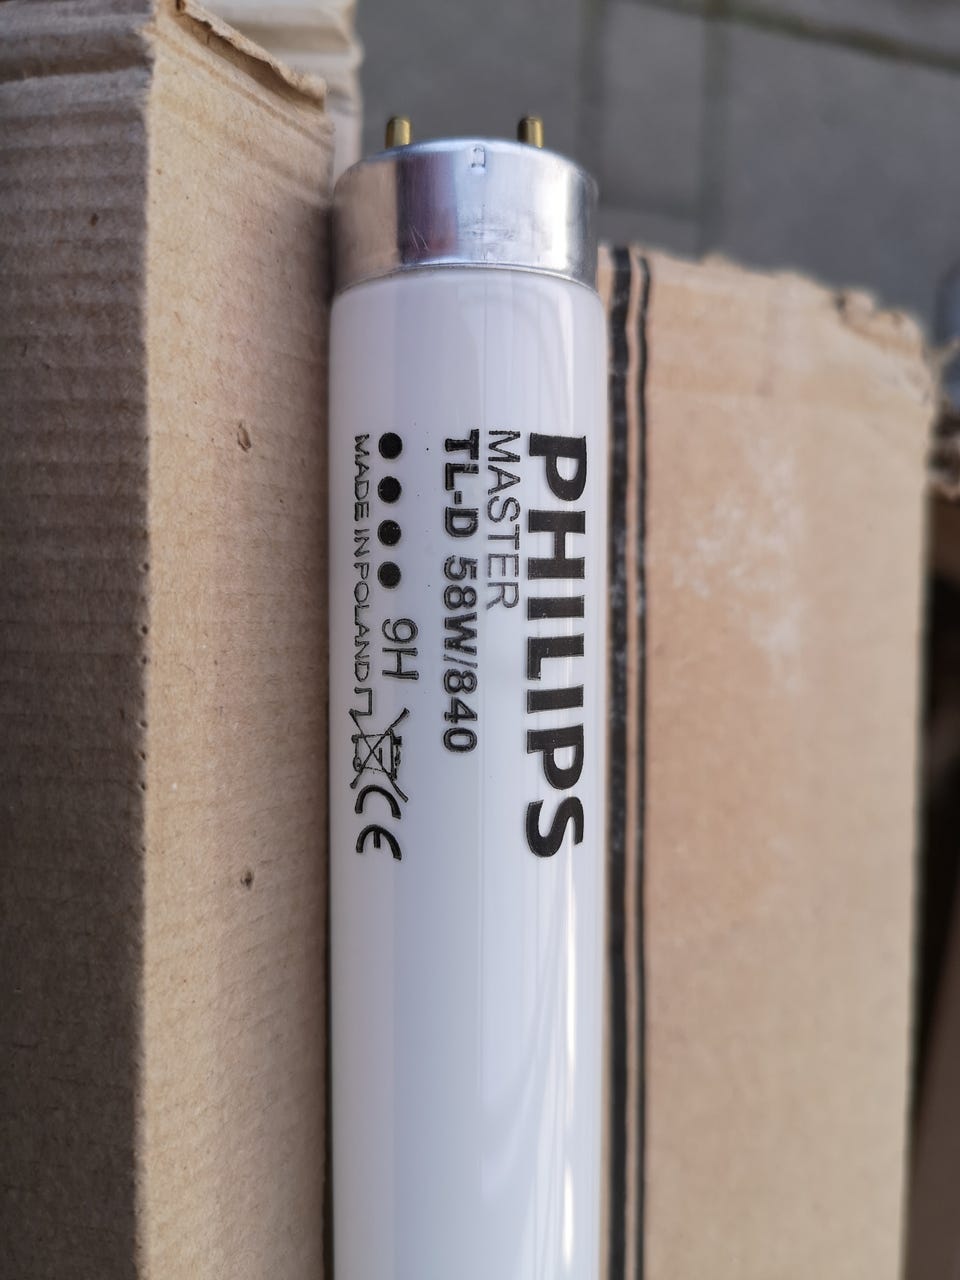 PHILIPS
MASTER
TL-D 58W/840
9H
MADE IN POLAND CE